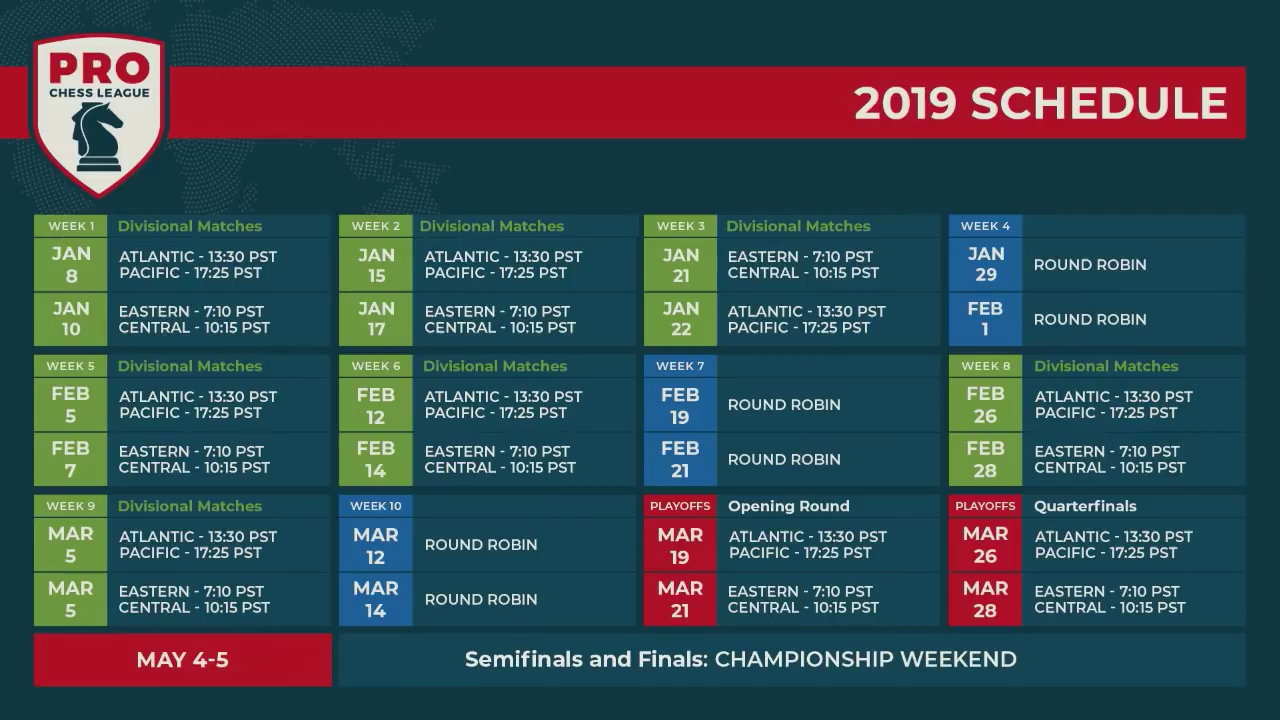 PRO
CHESS LEAGUE
2019 SCHEDULE
WEEK 1 Divisional Matches
JAN 8
ATLANTIC - 13:30 PST
PACIFIC - 17:25 PST
JAN 10
EASTERN - 7:10 PST
CENTRAL - 10:15 PST
WEEK 2 Divisional Matches
JAN 15
ATLANTIC - 13:30 PST
PACIFIC - 17:25 PST
JAN 17
EASTERN - 7:10 PST
CENTRAL - 10:15 PST
WEEK 3 Divisional Matches
JAN 21
EASTERN - 7:10 PST
CENTRAL - 10:15 PST
JAN 22
ATLANTIC - 13:30 PST
PACIFIC - 17:25 PST
WEEK 4
JAN 29
ROUND ROBIN
FEB 1
ROUND ROBIN
WEEK 5 Divisional Matches
FEB 5
ATLANTIC - 13:30 PST
PACIFIC - 17:25 PST
FEB 7
EASTERN - 7:10 PST
CENTRAL - 10:15 PST
WEEK 6 Divisional Matches
FEB 12
ATLANTIC - 13:30 PST
PACIFIC - 17:25 PST
FEB 14
EASTERN - 7:10 PST
CENTRAL - 10:15 PST
WEEK 7
FEB 19
ROUND ROBIN
FEB 21
ROUND ROBIN
WEEK 8 Divisional Matches
FEB 26
ATLANTIC - 13:30 PST
PACIFIC - 17:25 PST
FEB 28
EASTERN - 7:10 PST
CENTRAL - 10:15 PST
WEEK 9 Divisional Matches
MAR 5
ATLANTIC - 13:30 PST
PACIFIC - 17:25 PST
MAR 5
EASTERN - 7:10 PST
CENTRAL - 10:15 PST
WEEK 10
MAR 12
ROUND ROBIN
MAR 14
ROUND ROBIN
PLAYOFFS Opening Round
MAR 19
ATLANTIC - 13:30 PST
PACIFIC - 17:25 PST
MAR 21
EASTERN - 7:10 PST
CENTRAL - 10:15 PST
PLAYOFFS Quarterfinals
MAR 26
ATLANTIC - 13:30 PST
PACIFIC - 17:25 PST
MAR 28
EASTERN - 7:10 PST
CENTRAL - 10:15 PST
MAY 4-5
Semifinals and Finals: CHAMPIONSHIP WEEKEND